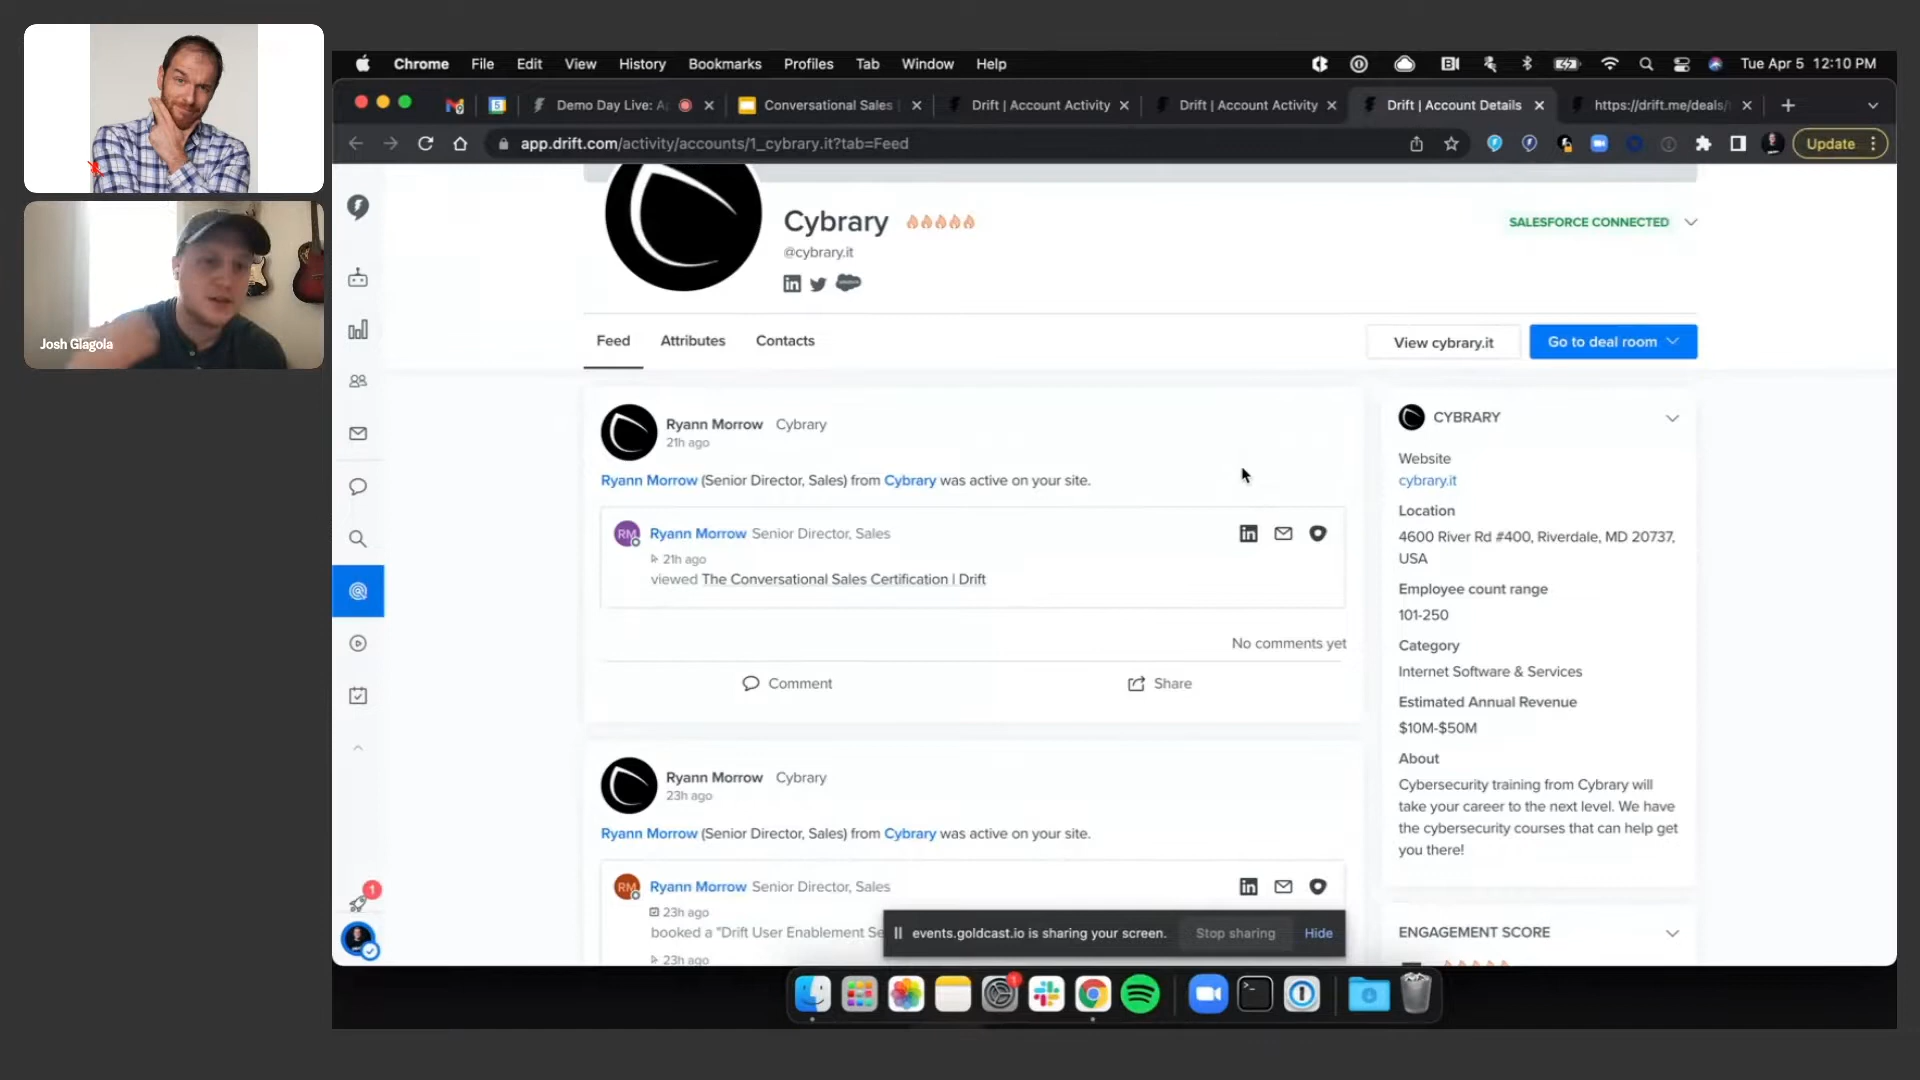 Chrome File Edit View History Bookmarks Profiles Tab Window Help Tue Apr 5 12:10 PM
5 Demo Day Live: Conversational Sales Drift | Account Activity Drift | Account Activity Drift | Account Details https://drift.me/deals/
app.drift.com/activity/accounts/1_cybrary.it?tab=Feed Update
Josh Glagola
Cybrary
@cybrary.it
SALESFORCE CONNECTED
Feed Attributes Contacts View cybrary.it Go to deal room
Ryann Morrow Cybrary
21h ago
Ryann Morrow (Senior Director, Sales) from Cybrary was active on your site.
RM Ryann Morrow Senior Director, Sales
21h ago
viewed The Conversational Sales Certification | Drift
No comments yet
Comment Share
Ryann Morrow Cybrary
23h ago
Ryann Morrow (Senior Director, Sales) from Cybrary was active on your site.
RM Ryann Morrow Senior Director, Sales
23h ago
booked a "Drift User Enablement Se
23h ago
CYBRARY
Website
cybrary.it
Location
4600 River Rd #400, Riverdale, MD 20737,
USA
Employee count range
101-250
Category
Internet Software & Services
Estimated Annual Revenue
$10M-$50M
About
Cybersecurity training from Cybrary will
take your career to the next level. We have
the cybersecurity courses that can help get
you there!
ENGAGEMENT SCORE
1
events.goldcast.io is sharing your screen. Stop sharing Hide
1